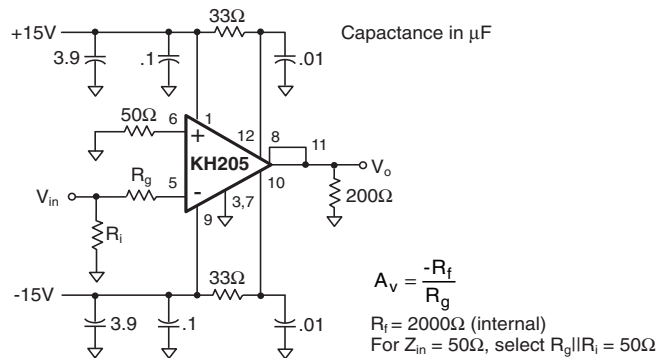 33Ω
+15V
Capactance in µF
3.9
.1
.01
50Ω
6
1
12
8
11
+
KH205
Vo
Rg
5
-
10
Vin
3,7
200Ω
9
Ri
33Ω
-15V
3.9
.1
.01
Av = -Rf
Rg
Rf = 2000Ω (internal)
For Zin = 50Ω, select Rg||Ri = 50Ω